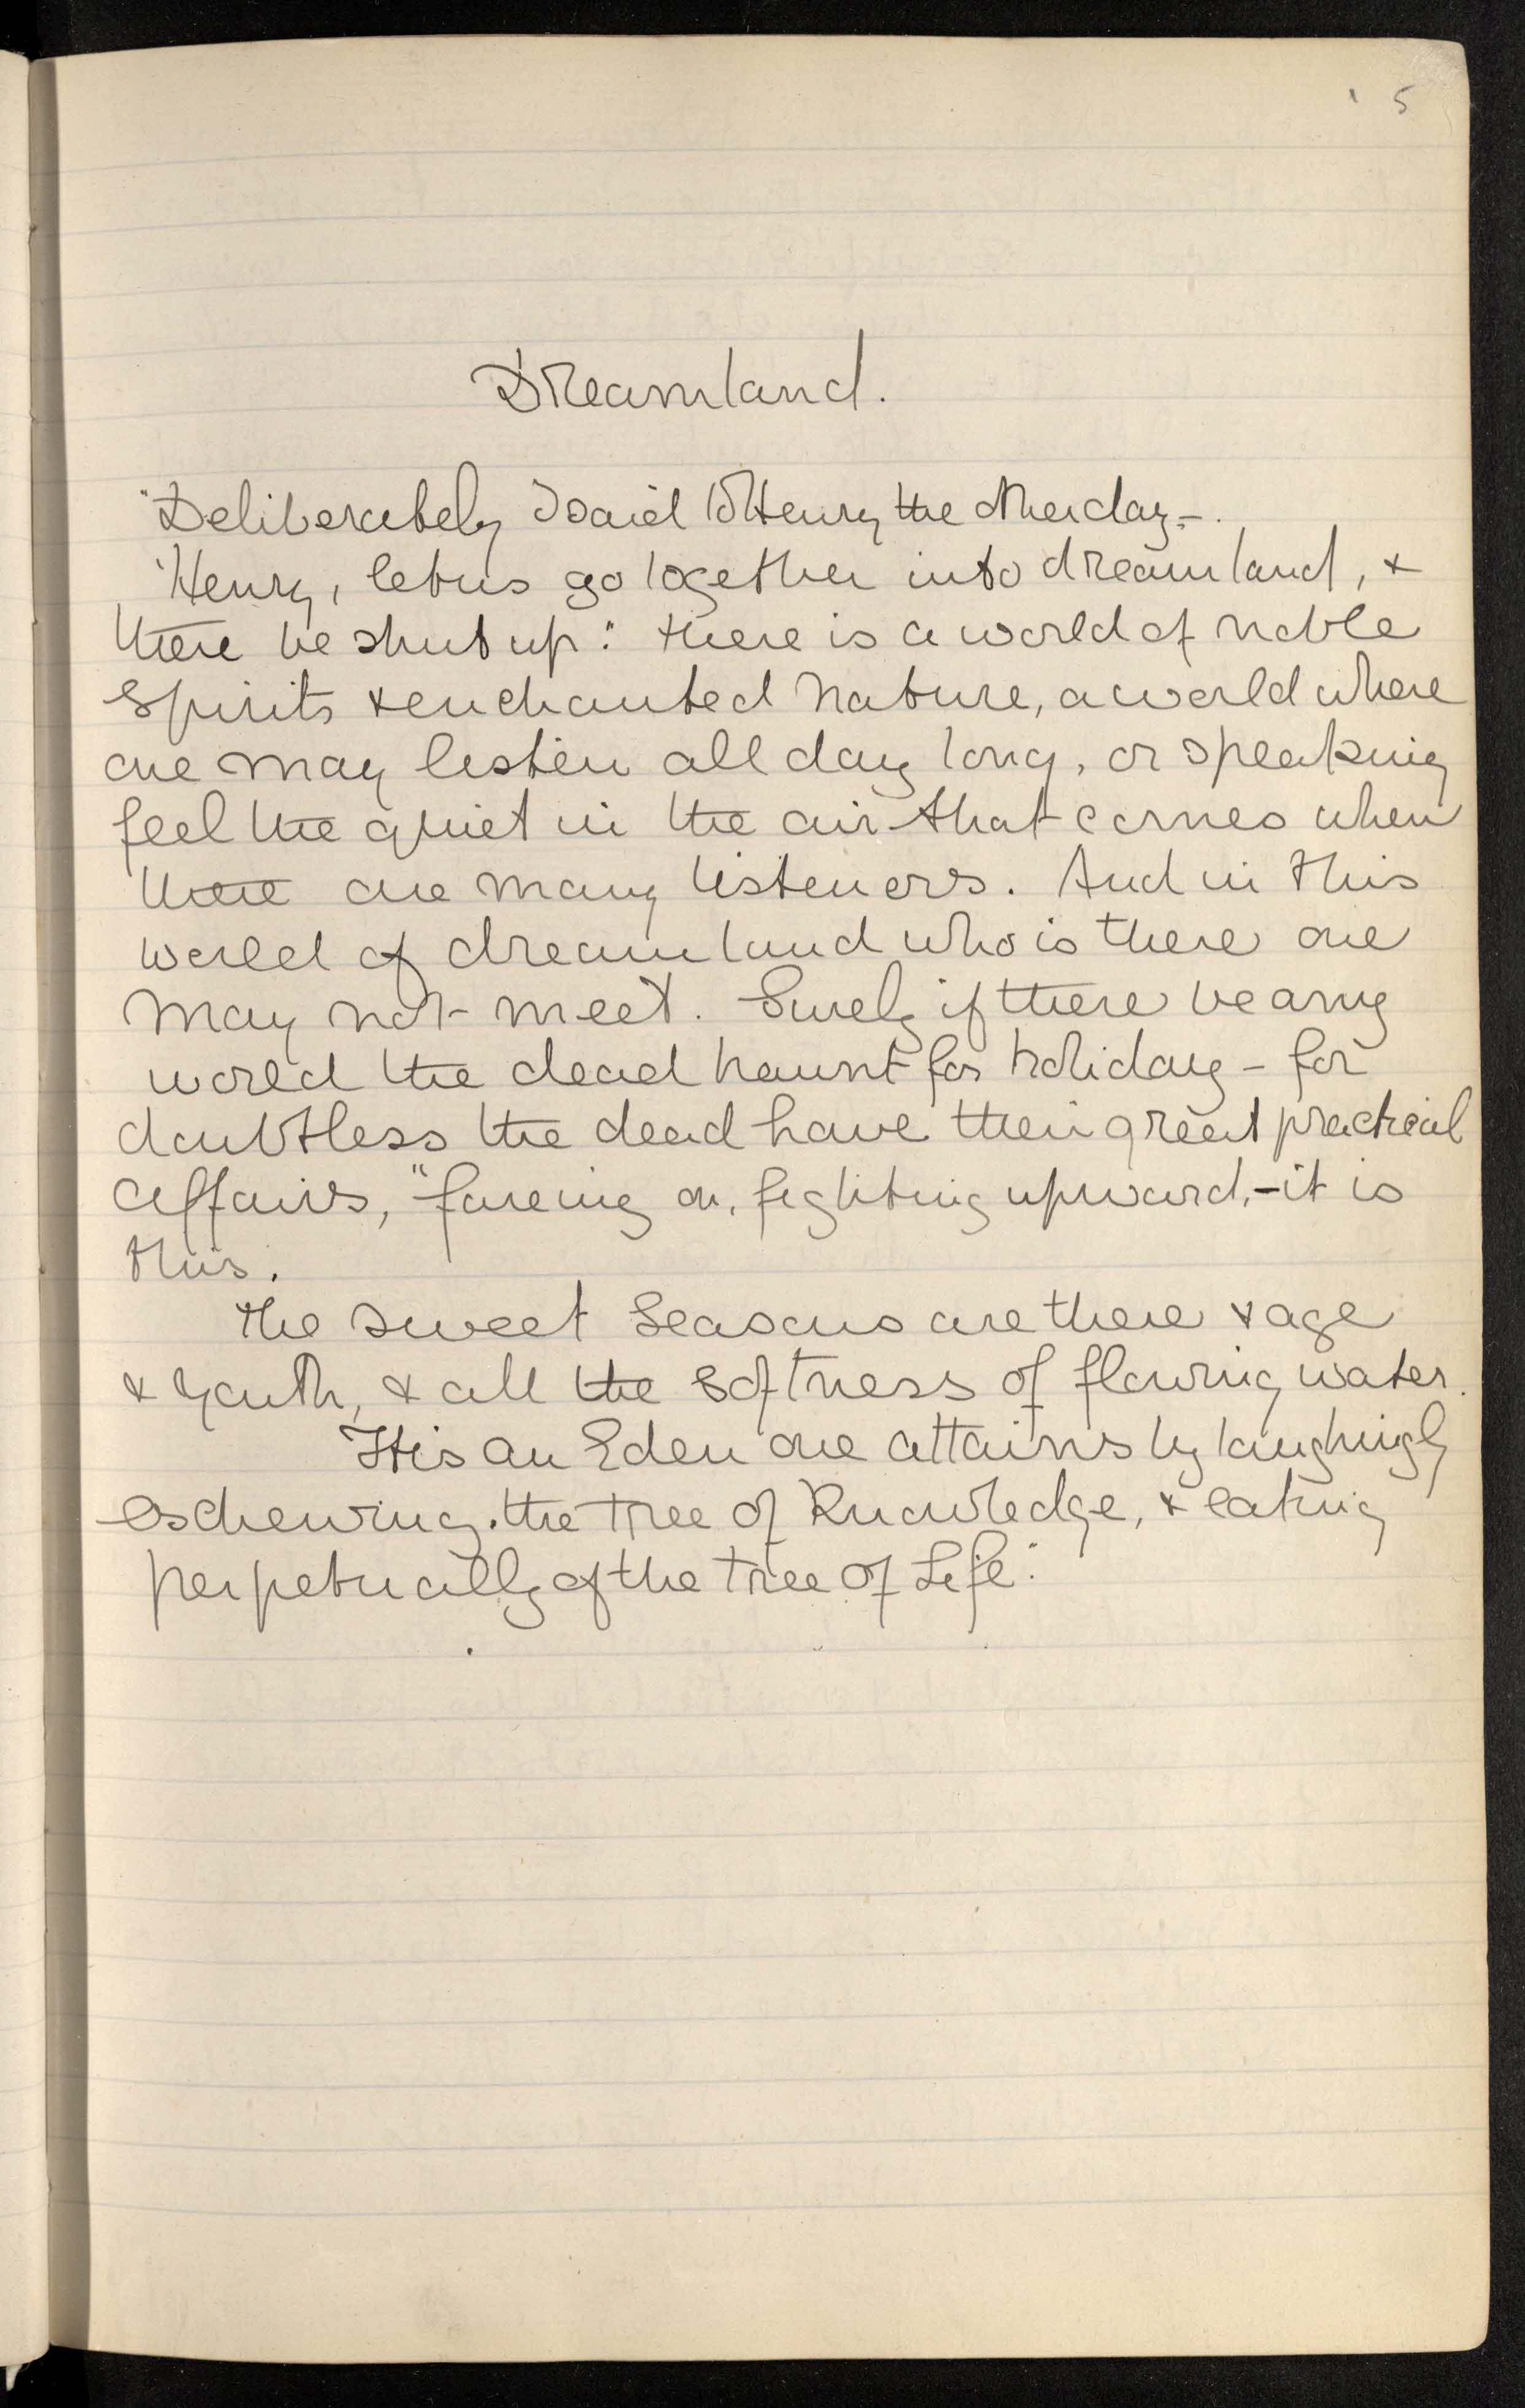 5
Dreamland.
"Deliberately I said to Henry the other day -.
'Henry, let us go together into dreamland, &
there be shut up." There is a world of noble
spirits & enchanted Nature, a world where
one may listen all day long, or speaking
feel the quiet in the air that comes when
there are many listeners. And in this
world of dreamland who is there one
may not meet. Surely if there be any
world the dead haunt for holiday - for
doubtless the dead have their great practical
affairs, "fareing on, fighting upward, - it is
this.
The sweet Seasons are there & age
& youth, & all the softness of flowing water.
It is an Eden one attains by laughingly
eschewing. the tree of Knowledge, & eating
perpetually of the tree of Life."